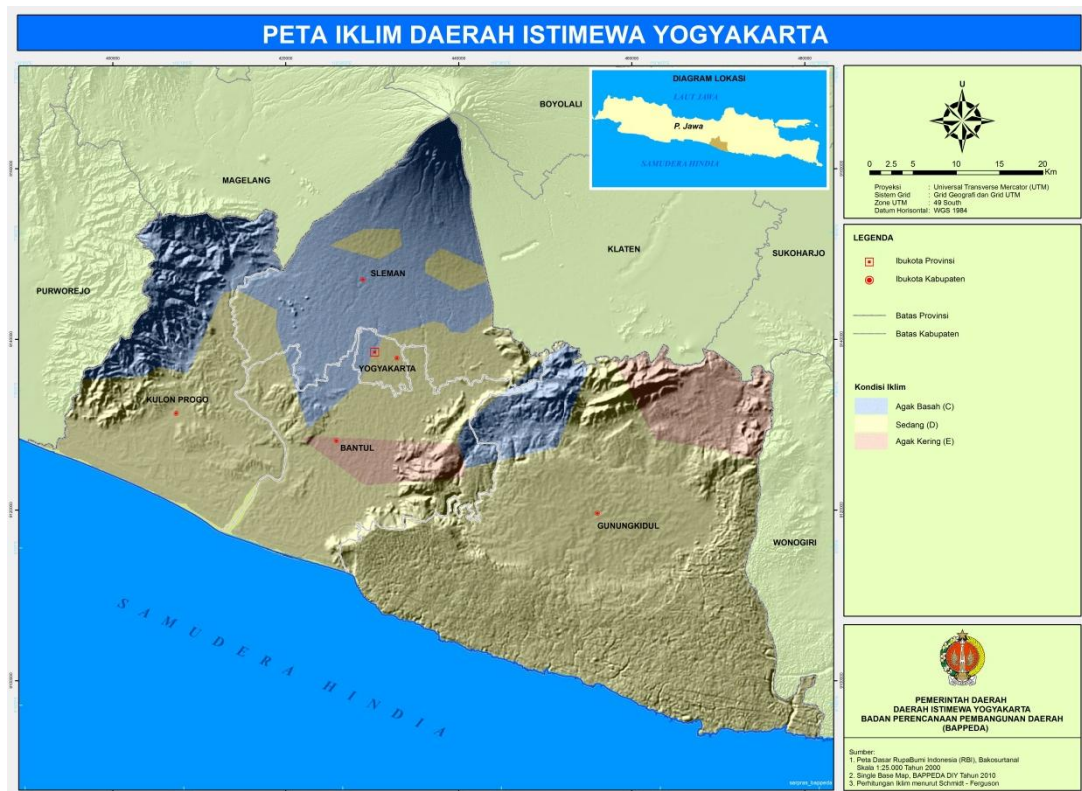 PETA IKLIM DAERAH ISTIMEWA YOGYAKARTA
DIAGRAM LOKASI
LAUT JAWA
P. Jawa
SAMUDERA HINDIA
BOYOLALI
MAGELANG
KLATEN
SUKOHARJO
PURWOREJO
SLEMAN
YOGYAKARTA
KULON PROGO
BANTUL
GUNUNGKIDUL
WONOGIRI
SAMUDERA HINDIA
serpras_bappeda
U
0 2.5 5 10 15 20
Km
Proyeksi : Universal Transverse Mercator (UTM)
Sistem Grid : Grid Geografi dan Grid UTM
Zone UTM : 49 South
Datum Horisontal : WGS 1984
LEGENDA
Ibukota Provinsi
Ibukota Kabupaten
Batas Provinsi
Batas Kabupaten
Kondisi Iklim
Agak Basah (C)
Sedang (D)
Agak Kering (E)
PEMERINTAH DAERAH
DAERAH ISTIMEWA YOGYAKARTA
BADAN PERENCANAAN PEMBANGUNAN DAERAH
(BAPPEDA)
Sumber:
1. Peta Dasar RupaBumi Indonesia (RBI), Bakosurtanal
Skala 1:25.000 Tahun 2000
2. Single Base Map, BAPPEDA DIY Tahun 2010
3. Perhitungan Iklim menurut Schmidt - Ferguson